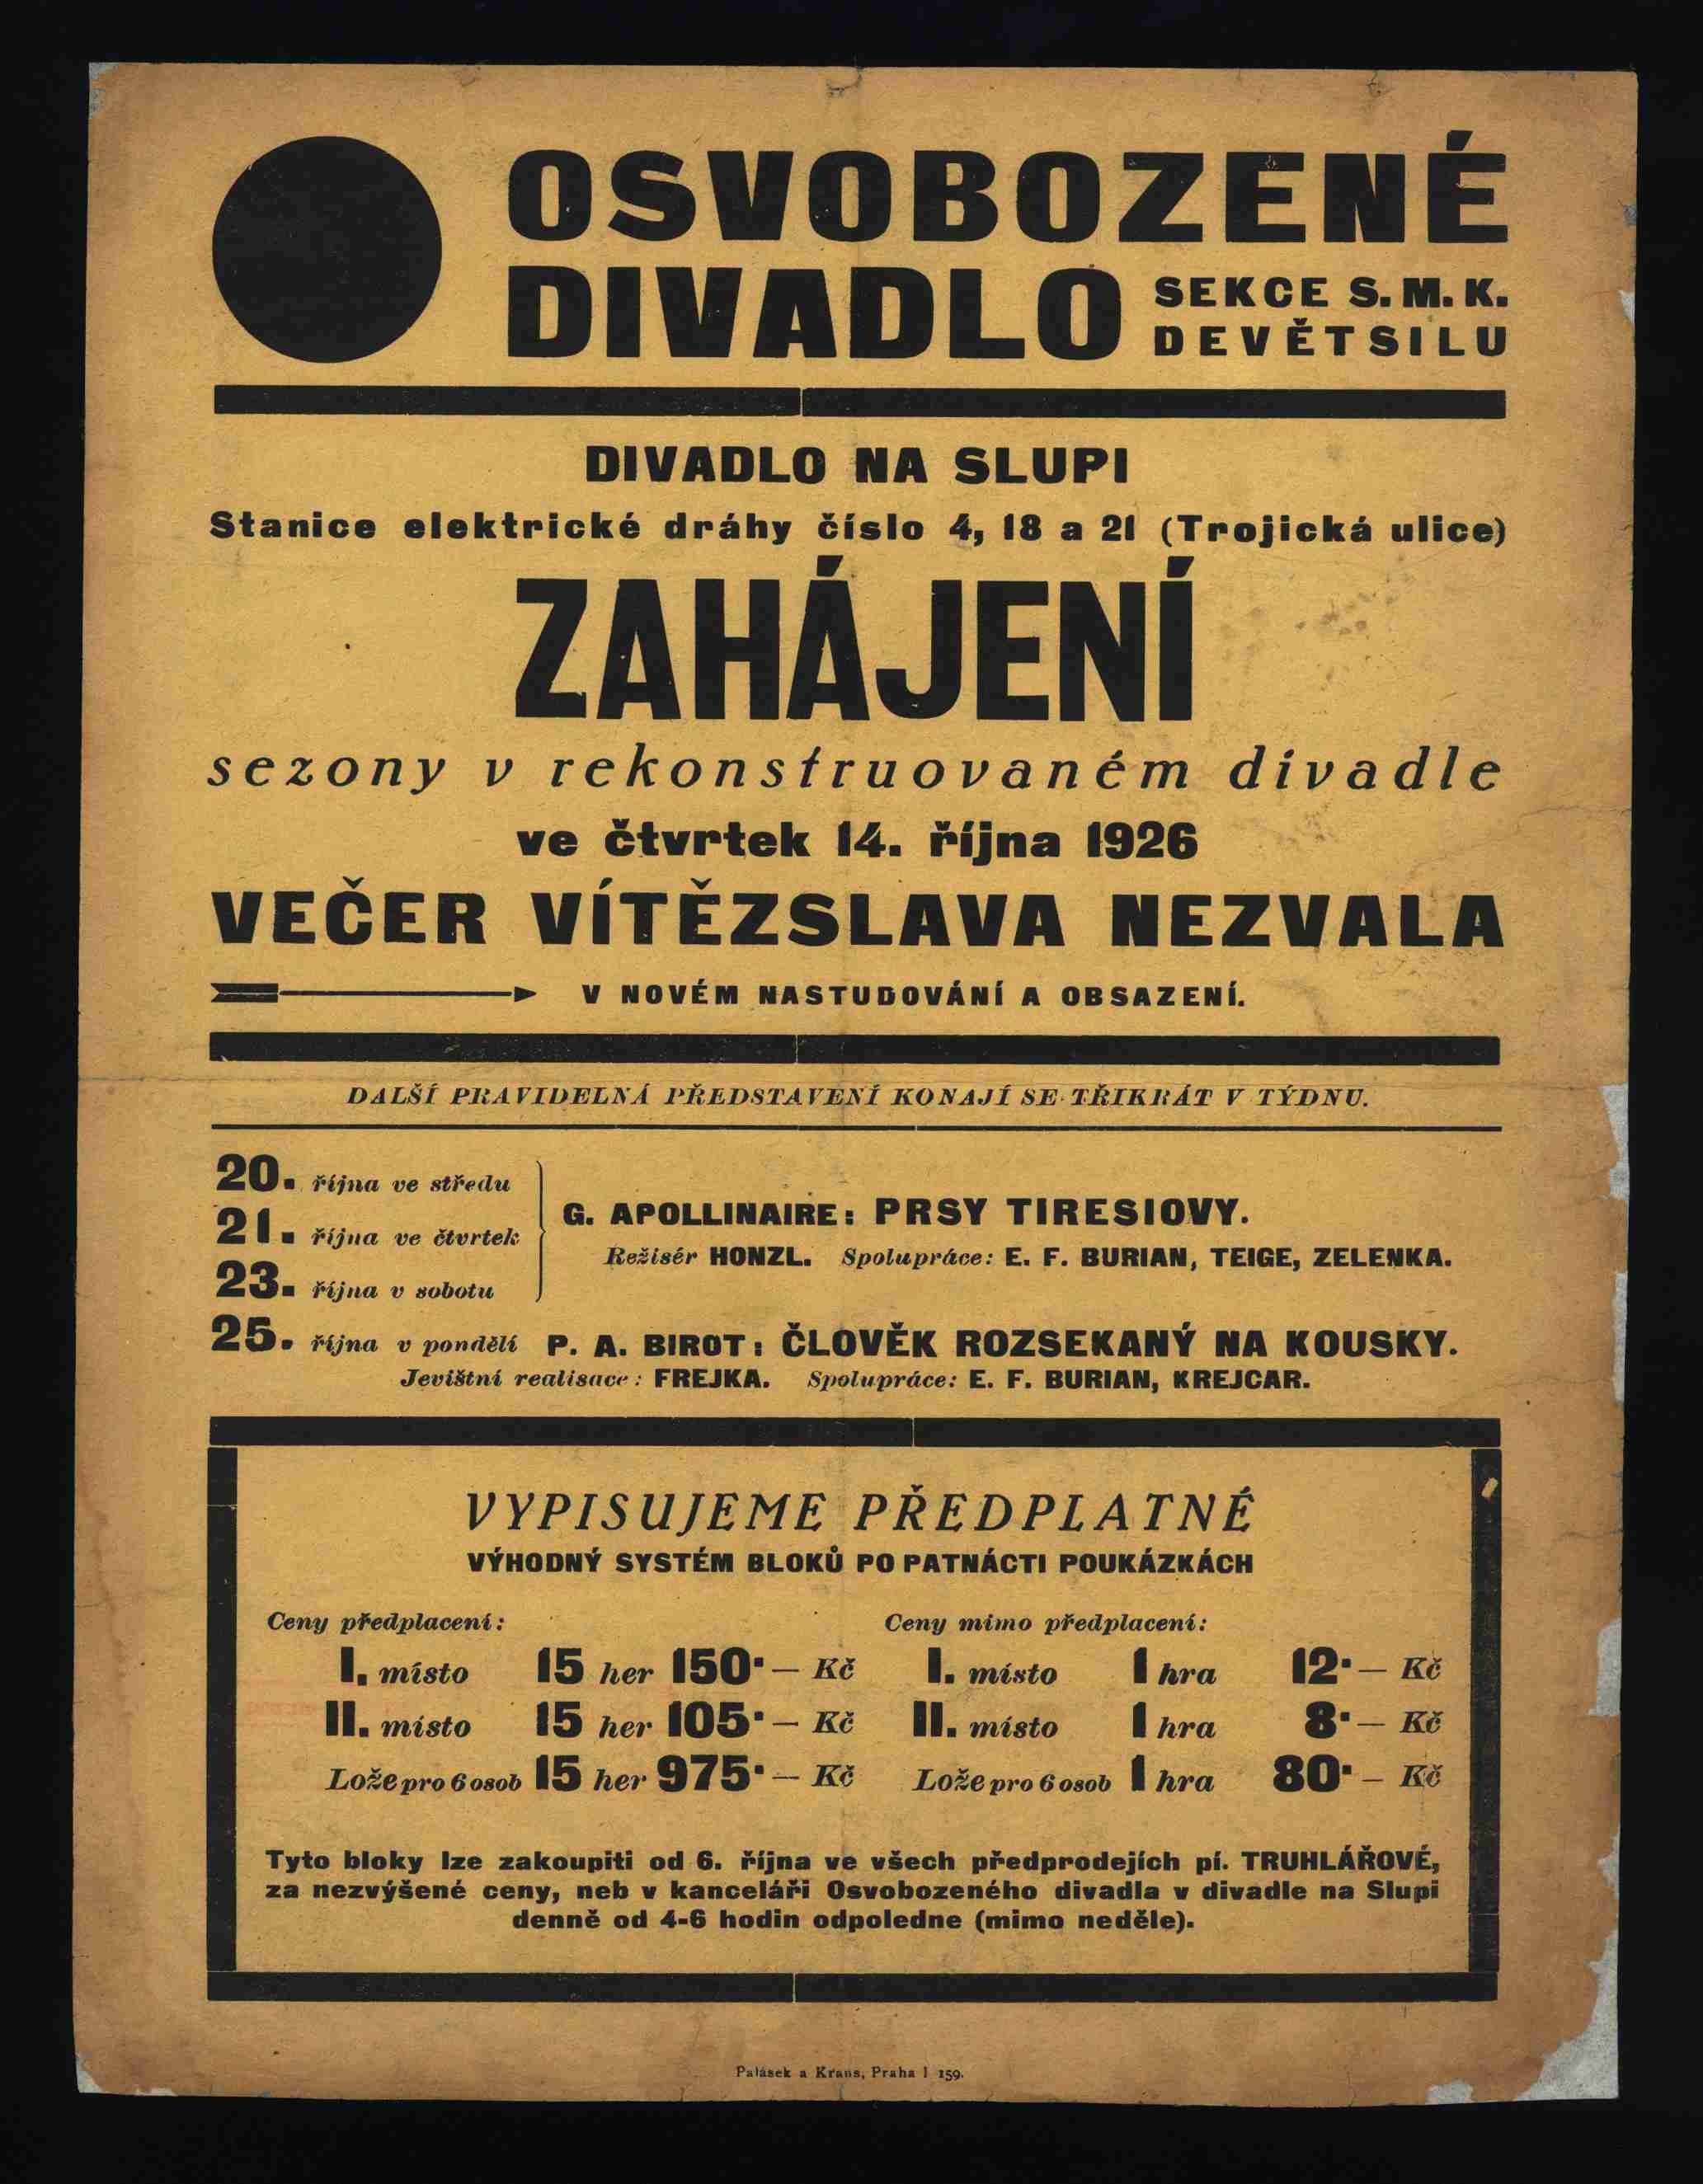 OSVOBOZENÉ
DIVADLO SEKCE S. M. K.
DEVĚTSILU
DIVADLO NA SLUPI
Stanice elektrické dráhy číslo 4, 18 a 21 (Trojická ulice)
ZAHÁJENÍ
sezony v rekonstruovaném divadle
ve čtvrtek 14. října 1926
VEČER VÍTĚZSLAVA NEZVALA
V NOVÉM NASTUDOVÁNÍ A OBSAZENÍ.
DALŠÍ PRAVIDELNÁ PŘEDSTAVENÍ KONAJÍ SE TŘIKRÁT V TÝDNU.
20. října ve středu
21. října ve čtvrtek
23. října v sobotu
G. APOLLINAIRE: PRSY TIRESIOVY.
Režisér HONZL. Spolupráce: E. F. BURIAN, TEIGE, ZELENKA.
25. října v pondělí P. A. BIROT: ČLOVĚK ROZSEKANÝ NA KOUSKY.
Jevištní realisace: FREJKA. Spolupráce: E. F. BURIAN, KREJCAR.
VYPISUJEME PŘEDPLATNÉ
VÝHODNÝ SYSTÉM BLOKŮ PO PATNÁCTI POUKÁZKÁCH
Ceny předplacení: Ceny mimo předplacení:
I. místo 15 her 150·— Kč I. místo 1 hra 12·— Kč
II. místo 15 her 105·— Kč II. místo 1 hra 8·— Kč
Lože pro 6 osob 15 her 975·— Kč Lože pro 6 osob 1 hra 80·— Kč
Tyto bloky lze zakoupiti od 6. října ve všech předprodejích pí. TRUHLÁŘOVÉ,
za nezvýšené ceny, neb v kanceláři Osvobozeného divadla v divadle na Slupi
denně od 4-6 hodin odpoledne (mimo neděle).
Palásek a Kraus, Praha I 159.